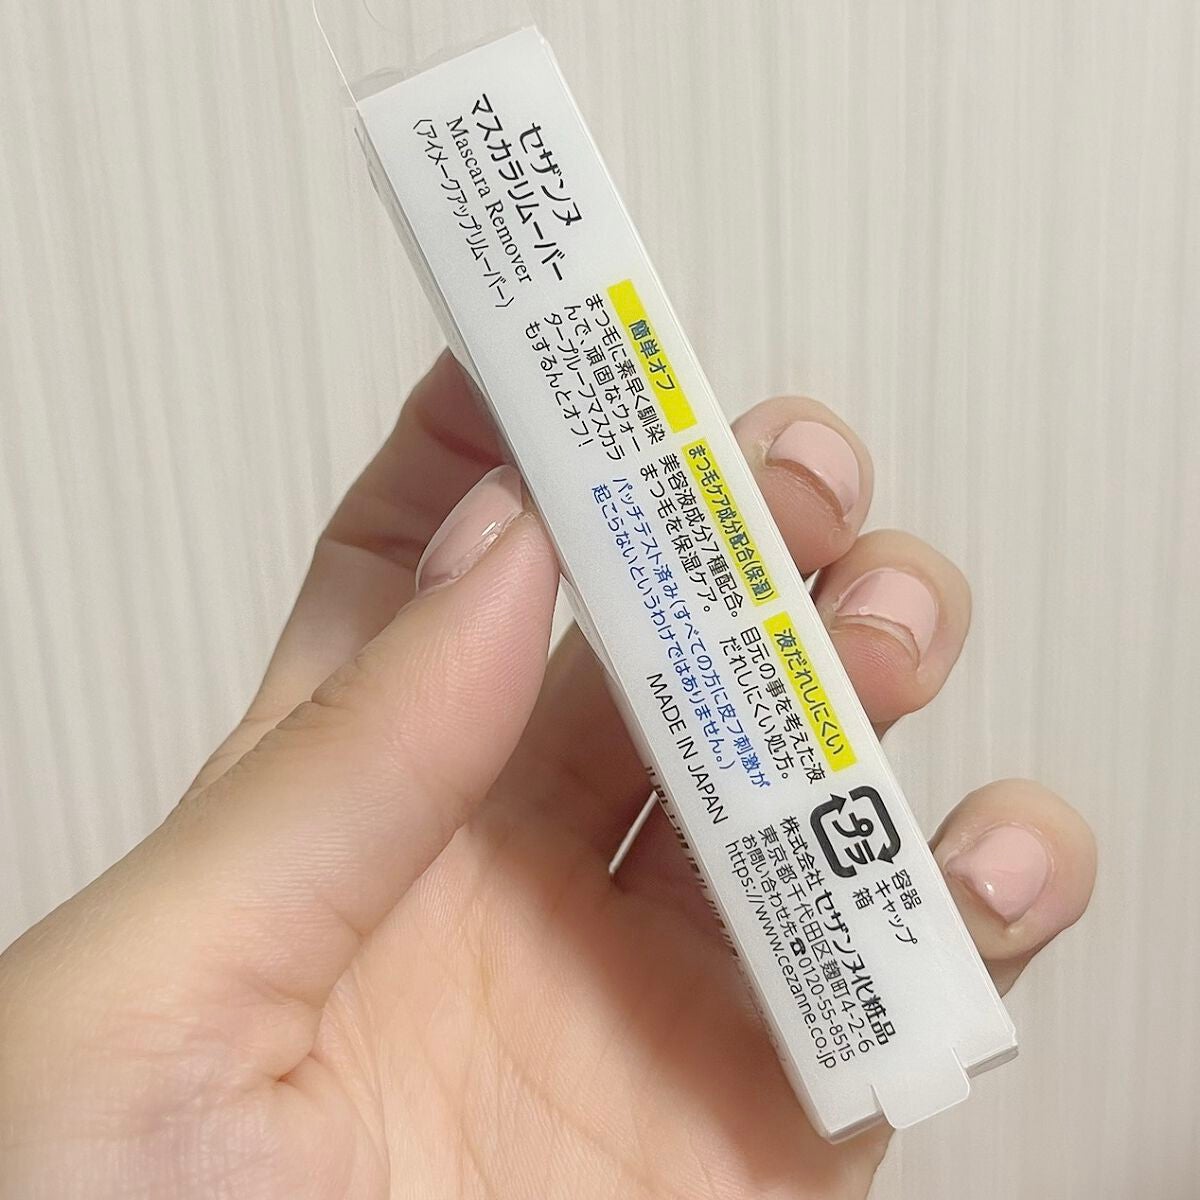 セザンヌ
マスカラリムーバー
Mascara Remover
〈アイメークアップリムーバー〉
簡単オフ
まつ毛に素早く馴染
んで、頑固なウォー
タープルーフマスカラ
もするんとオフ！
まつ毛ケア成分配合(保湿)
美容液成分7種配合。
まつ毛を保湿ケア。
液だれしにくい
目元の事を考えた液
だれしにくい処方。
パッチテスト済み(すべての方に皮フ刺激が
起こらないというわけではありません。)
MADE IN JAPAN
プラ
容器
キャップ
箱
株式会社 セザンヌ化粧品
東京都千代田区麹町4-2-6
お問い合わせ先☎0120-55-8515
https://www.cezanne.co.jp